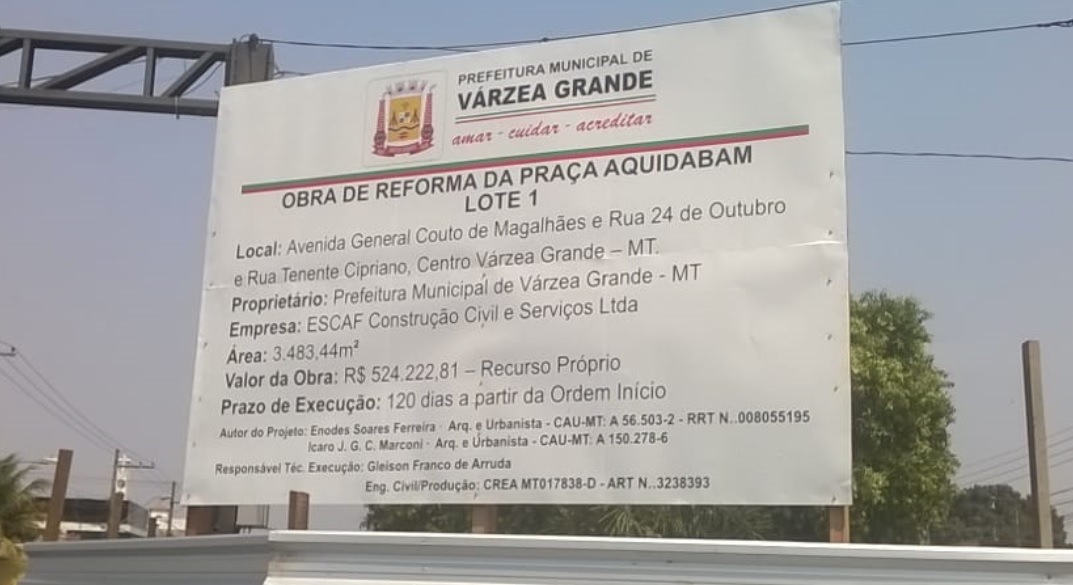 PREFEITURA MUNICIPAL DE
VÁRZEA GRANDE
amar - cuidar - acreditar
OBRA DE REFORMA DA PRAÇA AQUIDABAM
LOTE 1
Local: Avenida General Couto de Magalhães e Rua 24 de Outubro
e Rua Tenente Cipriano, Centro Várzea Grande – MT.
Proprietário: Prefeitura Municipal de Várzea Grande - MT
Empresa: ESCAF Construção Civil e Serviços Ltda
Área: 3.483,44m²
Valor da Obra: R$ 524.222,81 – Recurso Próprio
Prazo de Execução: 120 dias a partir da Ordem Início
Autor do Projeto: Enodes Soares Ferreira - Arq. e Urbanista - CAU-MT: A 56.503-2 - RRT N..008055195
Icaro J. G. C. Marconi - Arq. e Urbanista - CAU-MT: A 150.278-6
Responsável Téc. Execução: Gleison Franco de Arruda
Eng. Civil/Produção: CREA MT017838-D - ART N..3238393